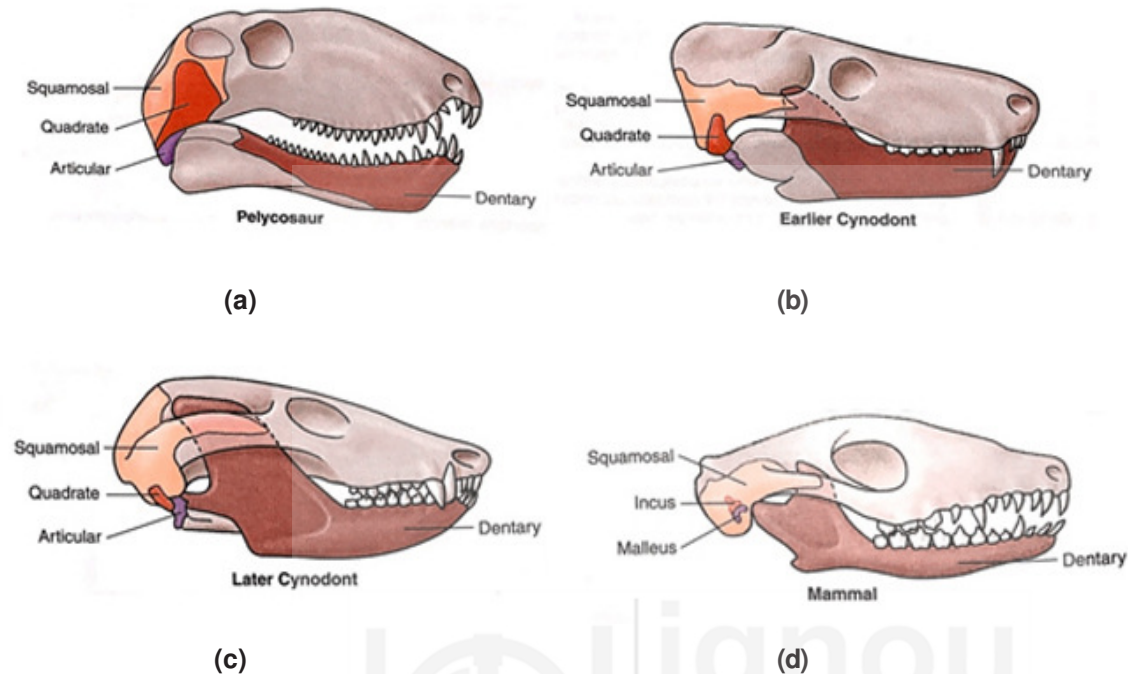 Squamosal
Quadrate
Articular
Dentary
Pelycosaur
(a)
Squamosal
Quadrate
Articular
Dentary
Earlier Cynodont
(b)
Squamosal
Quadrate
Articular
Dentary
Later Cynodont
(c)
Squamosal
Incus
Malleus
Dentary
Mammal
(d)
ignou